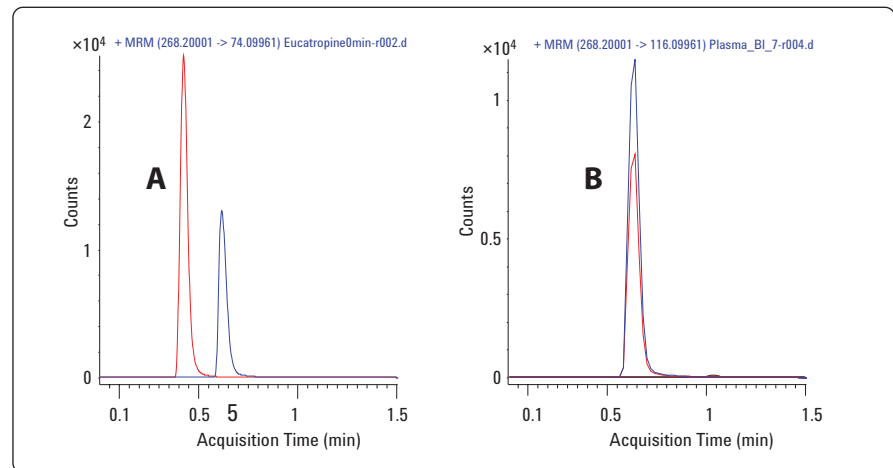 + MRM (268.20001 -> 74.09961) Eucatropine0min-r002.d
×10⁴
2
1
0
Counts
A
0.1 0.5 5 1 1.5
Acquisition Time (min)
+ MRM (268.20001 -> 116.09961) Plasma_Bl_7-r004.d
×10⁴
1
0.5
0
Counts
B
0.1 0.5 1 1.5
Acquisition Time (min)